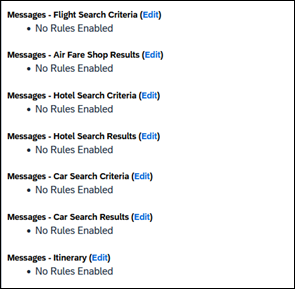 Messages - Flight Search Criteria (Edit)
• No Rules Enabled
Messages - Air Fare Shop Results (Edit)
• No Rules Enabled
Messages - Hotel Search Criteria (Edit)
• No Rules Enabled
Messages - Hotel Search Results (Edit)
• No Rules Enabled
Messages - Car Search Criteria (Edit)
• No Rules Enabled
Messages - Car Search Results (Edit)
• No Rules Enabled
Messages - Itinerary (Edit)
• No Rules Enabled